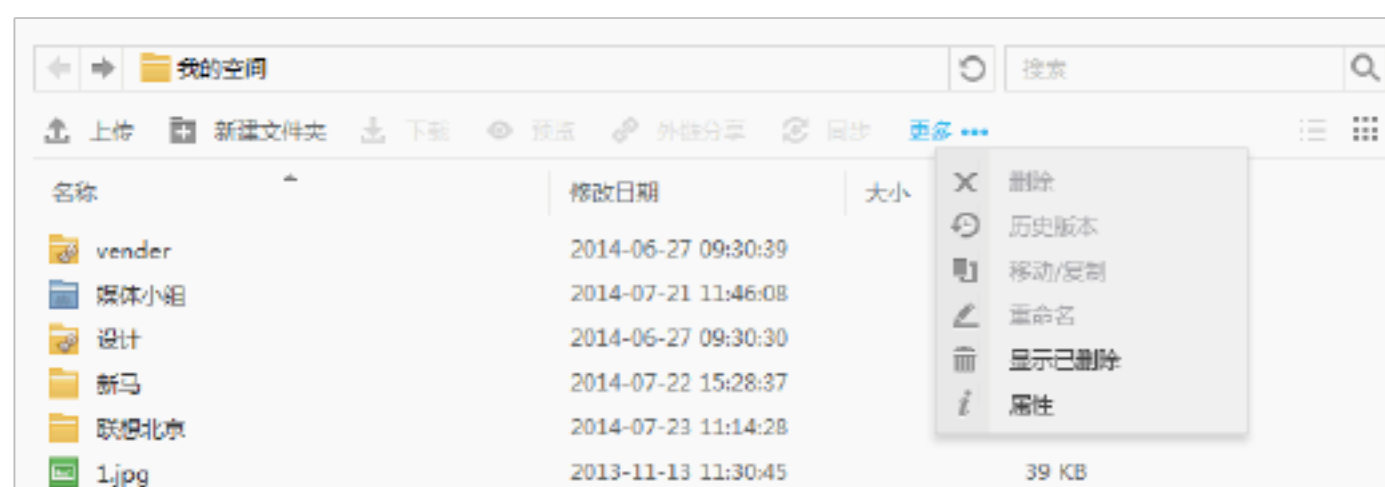 我的空间 搜索
上传 新建文件夹 下载 预览 外链分享 同步 更多
名称 修改日期 大小
删除
历史版本
移动/复制
重命名
显示已删除
属性
vender 2014-06-27 09:30:39
媒体小组 2014-07-21 11:46:08
设计 2014-06-27 09:30:30
新马 2014-07-22 15:28:37
联想北京 2014-07-23 11:14:28
1.jpg 2013-11-13 11:30:45 39 KB